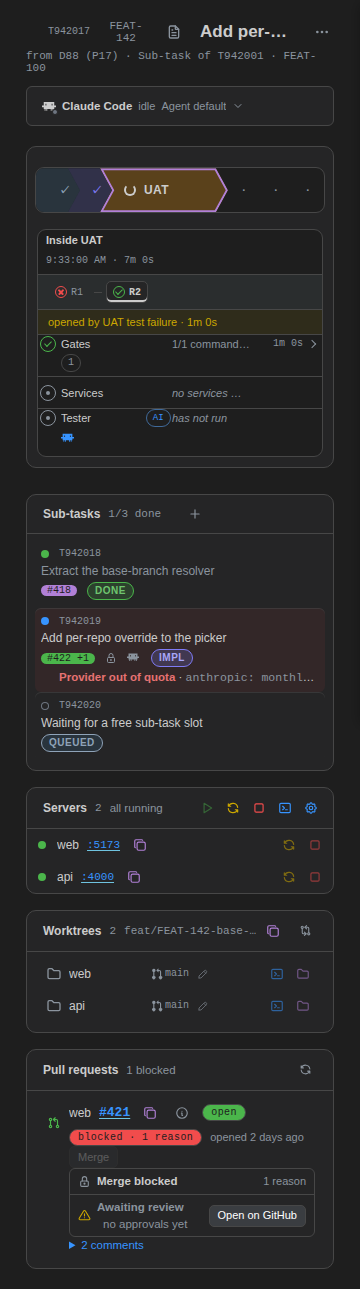 T942017 FEAT-142 Add per-…
from D88 (P17) · Sub-task of T942001 · FEAT-100
Claude Code idle Agent default
UAT
Inside UAT
9:33:00 AM · 7m 0s
R1 — R2
opened by UAT test failure · 1m 0s
Gates 1/1 command… 1m 0s
1
Services no services …
Tester AI has not run
Sub-tasks 1/3 done
T942018
Extract the base-branch resolver
#418 DONE
T942019
Add per-repo override to the picker
#422 +1 IMPL
Provider out of quota · anthropic: monthl…
T942020
Waiting for a free sub-task slot
QUEUED
Servers 2 all running
web :5173
api :4000
Worktrees 2 feat/FEAT-142-base-…
web main
api main
Pull requests 1 blocked
web #421 open
blocked · 1 reason opened 2 days ago
Merge
Merge blocked 1 reason
Awaiting review
no approvals yet
Open on GitHub
2 comments